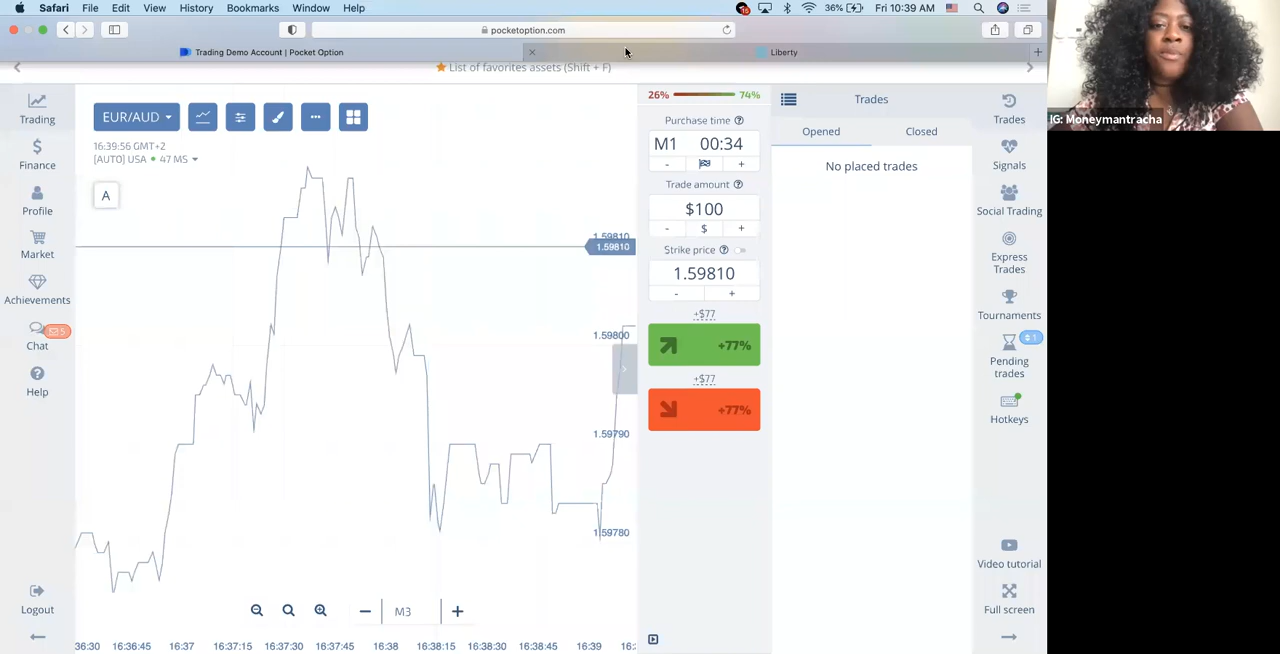 Safari File Edit View History Bookmarks Window Help
15 36% Fri 10:39 AM
pocketoption.com
Trading Demo Account | Pocket Option
Liberty
List of favorites assets (Shift + F)
Trading
Finance
Profile
Market
Achievements
5
Chat
Help
Logout
EUR/AUD
16:39:56 GMT+2
[AUTO] USA 47 MS
A
1.59810
1.59810
1.59800
1.59790
1.59780
M3
36:30 16:36:45 16:37 16:37:15 16:37:30 16:37:45 16:38 16:38:15 16:38:30 16:38:45 16:39 16:
26% 74%
Purchase time ?
M1 00:34
- +
Trade amount ?
$100
- $ +
Strike price ?
1.59810
- +
+$77
+77%
+$77
+77%
Trades
Opened Closed
No placed trades
Trades
Signals
Social Trading
Express
Trades
Tournaments
1
Pending
trades
Hotkeys
Video tutorial
Full screen
IG: Moneymantracha